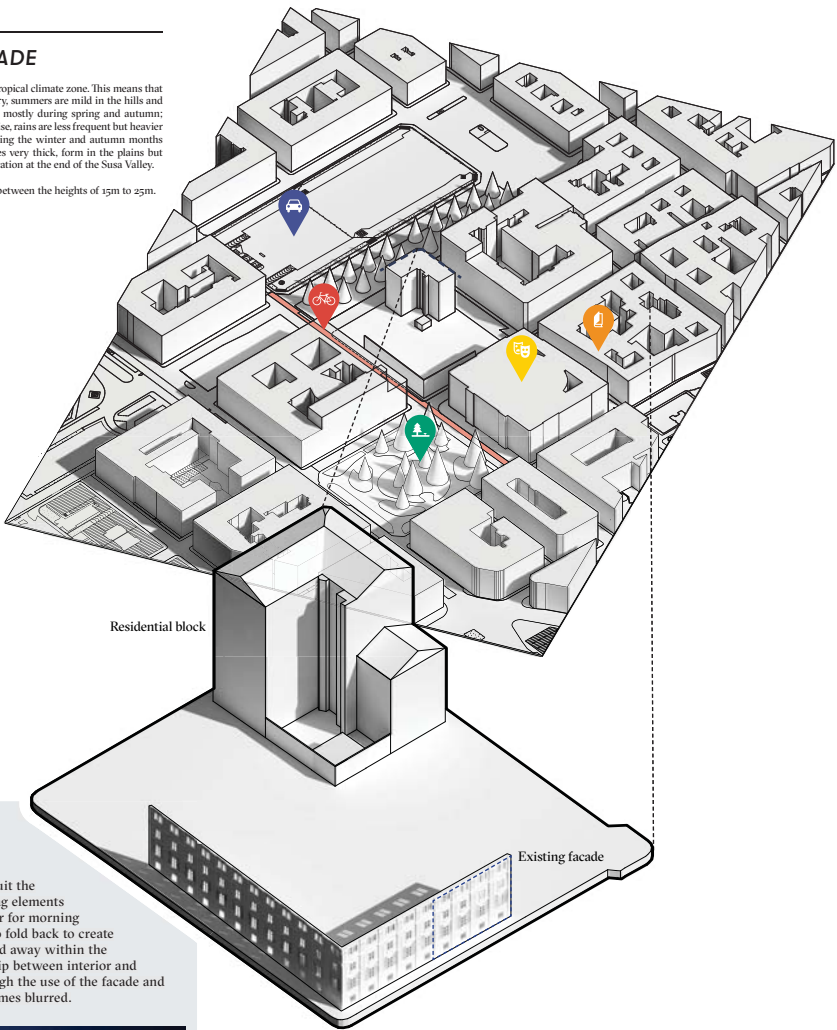 ADE
ropical climate zone. This means that
ry, summers are mild in the hills and
mostly during spring and autumn;
se, rains are less frequent but heavier
ing the winter and autumn months
es very thick, form in the plains but
ration at the end of the Susa Valley.
between the heights of 15m to 25m.
Residential block
Existing facade
uit the
ng elements
r for morning
o fold back to create
d away within the
ip between interior and
gh the use of the facade and
mes blurred.